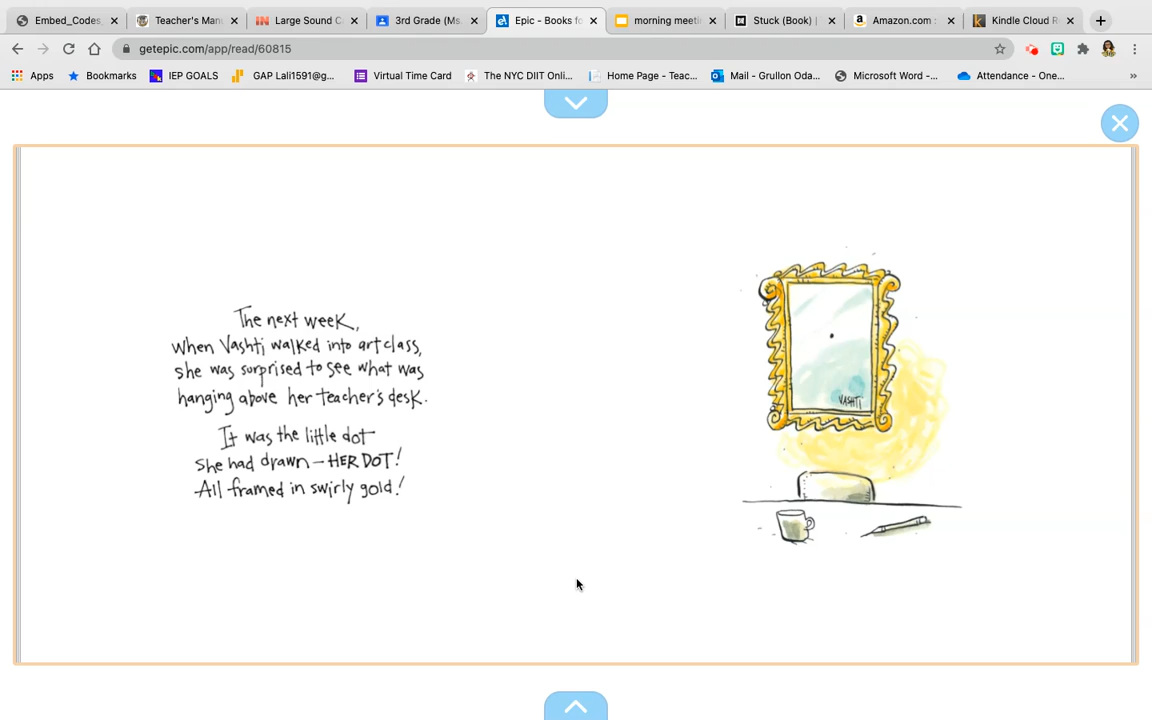 Embed_Codes_
Teacher's Man
Large Sound C
3rd Grade (Ms.
Epic - Books fo
morning meeti
Stuck (Book) |
Amazon.com :
Kindle Cloud R
getepic.com/app/read/60815
Apps
Bookmarks
IEP GOALS
GAP Lali1591@g...
Virtual Time Card
The NYC DIIT Onli...
Home Page - Teac...
Mail - Grullon Oda...
Microsoft Word -...
Attendance - One...
»
The next week,
when Vashti walked into art class,
she was surprised to see what was
hanging above her teacher's desk.
It was the little dot
She had drawn — HER DOT!
All framed in swirly gold!
VASHTI